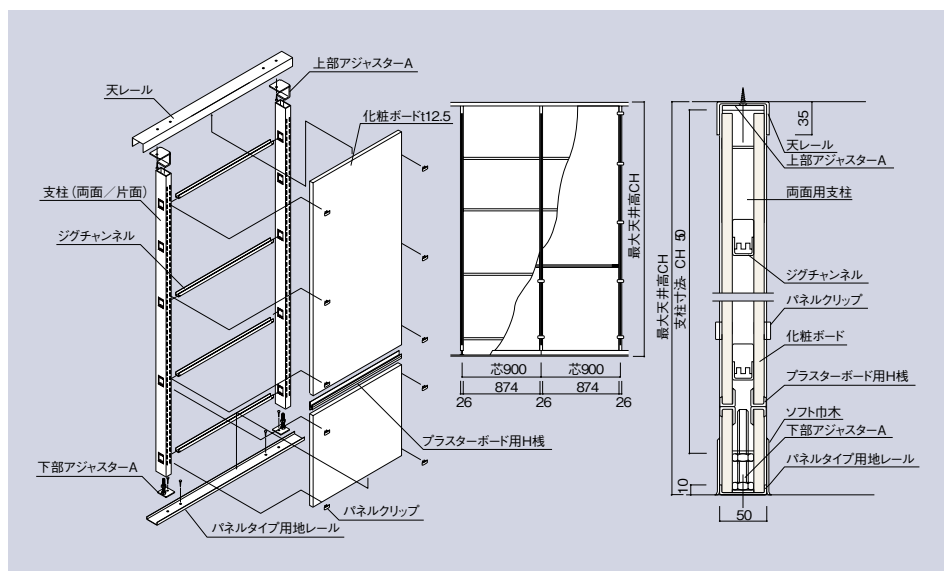 上部アジャスターA
天レール
化粧ボードt12.5
支柱(両面／片面)
ジグチャンネル
プラスターボード用H桟
下部アジャスターA
パネルクリップ
パネルタイプ用地レール
最大天井高CH
芯900
芯900
874
874
26
26
26
最大天井高CH
支柱寸法=CH-50
35
天レール
上部アジャスターA
両面用支柱
ジグチャンネル
パネルクリップ
化粧ボード
プラスターボード用H桟
ソフト巾木
下部アジャスターA
パネルタイプ用地レール
10
50